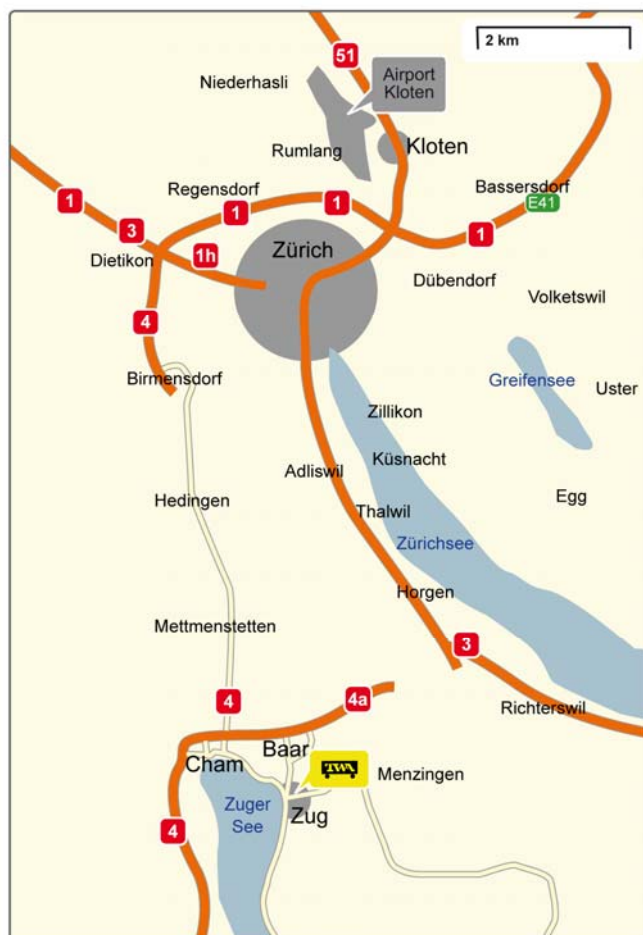 2 km
51
Niederhasli
Airport
Kloten
Rumlang
Kloten
Regensdorf
Bassersdorf
1
1
1
E41
3
1
Dietikon
1h
Zürich
Dübendorf
Volketswil
4
Birmensdorf
Greifensee
Uster
Zillikon
Küsnacht
Adliswil
Hedingen
Egg
Thalwil
Zürichsee
Horgen
Mettmenstetten
3
4
4a
Richterswil
Baar
Cham
TWA
Menzingen
Zuger
See
Zug
4